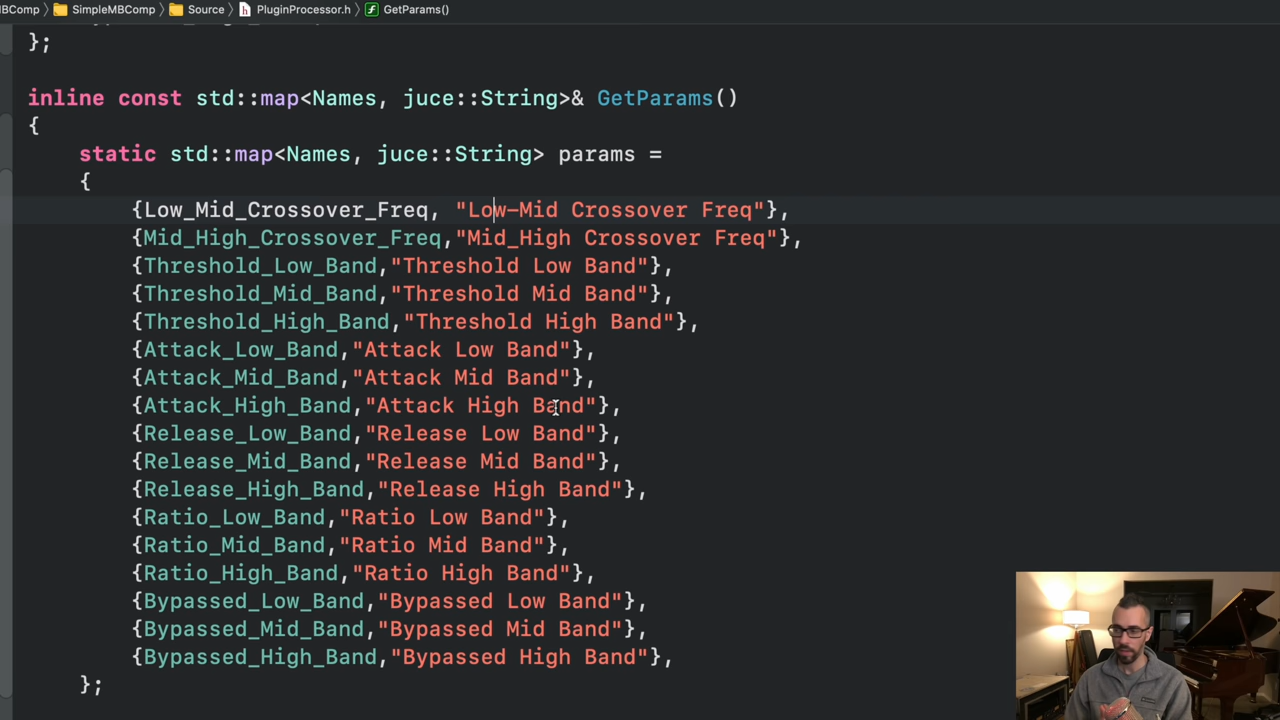 BComp > SimpleMBComp > Source > PluginProcessor.h > GetParams()
};
inline const std::map<Names, juce::String>& GetParams()
{
static std::map<Names, juce::String> params =
{
{Low_Mid_Crossover_Freq, "Low-Mid Crossover Freq"},
{Mid_High_Crossover_Freq,"Mid_High Crossover Freq"},
{Threshold_Low_Band,"Threshold Low Band"},
{Threshold_Mid_Band,"Threshold Mid Band"},
{Threshold_High_Band,"Threshold High Band"},
{Attack_Low_Band,"Attack Low Band"},
{Attack_Mid_Band,"Attack Mid Band"},
{Attack_High_Band,"Attack High Band"},
{Release_Low_Band,"Release Low Band"},
{Release_Mid_Band,"Release Mid Band"},
{Release_High_Band,"Release High Band"},
{Ratio_Low_Band,"Ratio Low Band"},
{Ratio_Mid_Band,"Ratio Mid Band"},
{Ratio_High_Band,"Ratio High Band"},
{Bypassed_Low_Band,"Bypassed Low Band"},
{Bypassed_Mid_Band,"Bypassed Mid Band"},
{Bypassed_High_Band,"Bypassed High Band"},
};